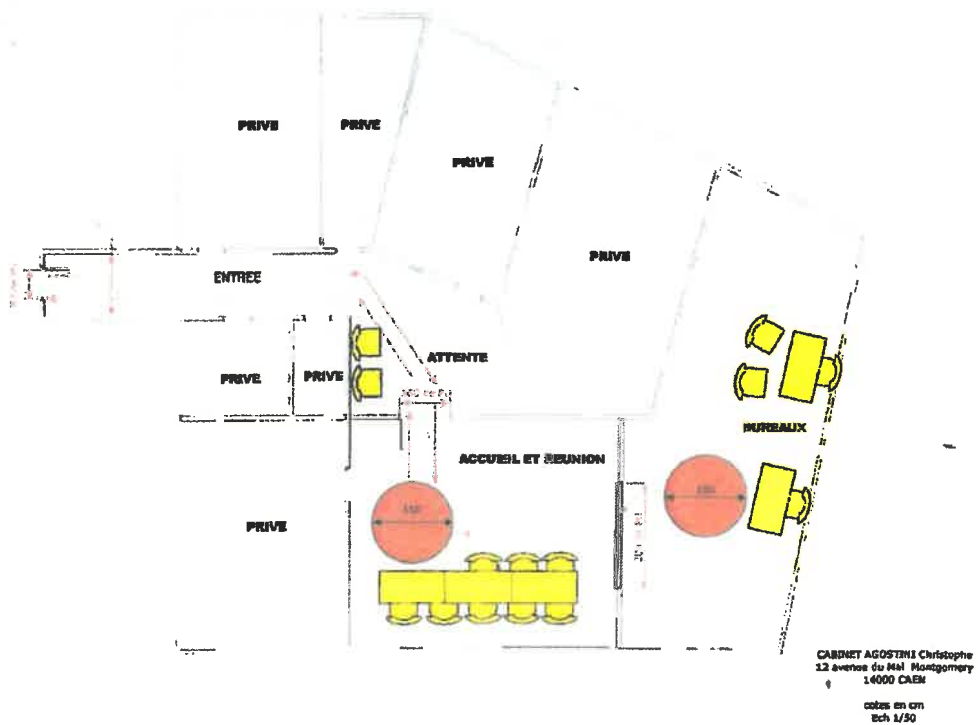 PRIVE
PRIVE
PRIVE
PRIVE
ENTREE
ATTENTE
PRIVE
PRIVE
BUREAUX
ACCUEIL ET REUNION
PRIVE
CABINET AGOSTINI Christophe
12 avenue du Mal Montgomery
14000 CAEN
cotes en cm
Ech 1/50